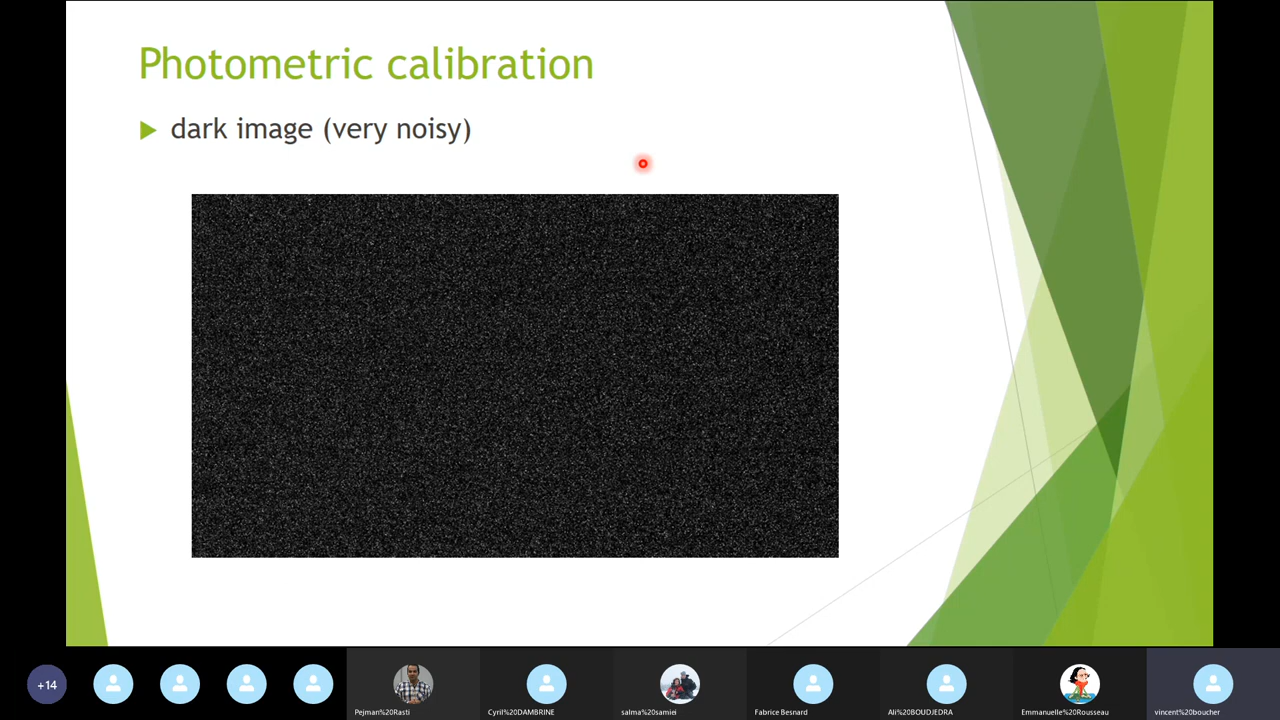 Photometric calibration
dark image (very noisy)
+14
Pejman%20Rasti
Cyril%20DAMBRINE
salma%20samiei
Fabrice Besnard
Ali%20BOUDJEDRA
Emmanuelle%20Rousseau
vincent%20boucher